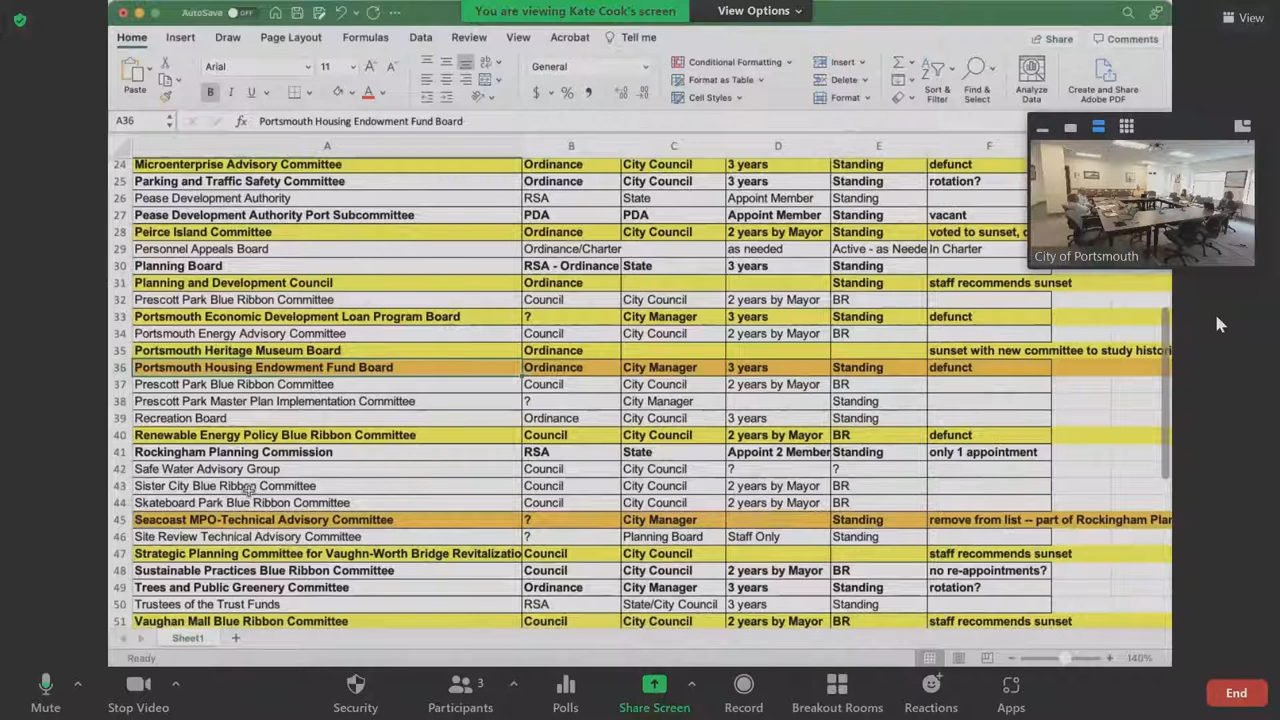 You are viewing Kate Cook's screen
View Options
View
AutoSave OFF
Home Insert Draw Page Layout Formulas Data Review View Acrobat Tell me
Share Comments
Paste
Arial 11
B I U
General
$ %
Conditional Formatting
Format as Table
Cell Styles
Insert
Delete
Format
Sort & Filter
Find & Select
Analyze Data
Create and Share Adobe PDF
A36 fx Portsmouth Housing Endowment Fund Board
A B C D E F
24 Microenterprise Advisory Committee Ordinance City Council 3 years Standing defunct
25 Parking and Traffic Safety Committee Ordinance City Council 3 years Standing rotation?
26 Pease Development Authority RSA State Appoint Member Standing
27 Pease Development Authority Port Subcommittee PDA PDA Appoint Member Standing vacant
28 Peirce Island Committee Ordinance City Council 2 years by Mayor Standing voted to sunset,
29 Personnel Appeals Board Ordinance/Charter as needed Active - as Neede In Charter
30 Planning Board RSA - Ordinance State 3 years Standing
31 Planning and Development Council Ordinance Standing staff recommends sunset
32 Prescott Park Blue Ribbon Committee Council City Council 2 years by Mayor BR
33 Portsmouth Economic Development Loan Program Board ? City Manager 3 years Standing defunct
34 Portsmouth Energy Advisory Committee Council City Council 2 years by Mayor BR
35 Portsmouth Heritage Museum Board Ordinance sunset with new committee to study histori
36 Portsmouth Housing Endowment Fund Board Ordinance City Manager 3 years Standing defunct
37 Prescott Park Blue Ribbon Committee Council City Council 2 years by Mayor BR
38 Prescott Park Master Plan Implementation Committee ? City Manager Standing
39 Recreation Board Ordinance City Council 3 years Standing
40 Renewable Energy Policy Blue Ribbon Committee Council City Council 2 years by Mayor BR defunct
41 Rockingham Planning Commission RSA State Appoint 2 Member Standing only 1 appointment
42 Safe Water Advisory Group Council City Council ? ?
43 Sister City Blue Ribbon Committee Council City Council 2 years by Mayor BR
44 Skateboard Park Blue Ribbon Committee Council City Council 2 years by Mayor BR
45 Seacoast MPO-Technical Advisory Committee ? City Manager Standing remove from list -- part of Rockingham Plan
46 Site Review Technical Advisory Committee ? Planning Board Staff Only Standing
47 Strategic Planning Committee for Vaughn-Worth Bridge Revitalizatio Council City Council staff recommends sunset
48 Sustainable Practices Blue Ribbon Committee Council City Council 2 years by Mayor BR no re-appointments?
49 Trees and Public Greenery Committee Ordinance City Manager 3 years Standing rotation?
50 Trustees of the Trust Funds RSA State/City Council 3 years Standing
51 Vaughan Mall Blue Ribbon Committee Council City Council 2 years by Mayor BR staff recommends sunset
City of Portsmouth
Sheet1 +
Ready
140%
Mute Stop Video Security Participants 3 Polls Share Screen Record Breakout Rooms Reactions Apps End